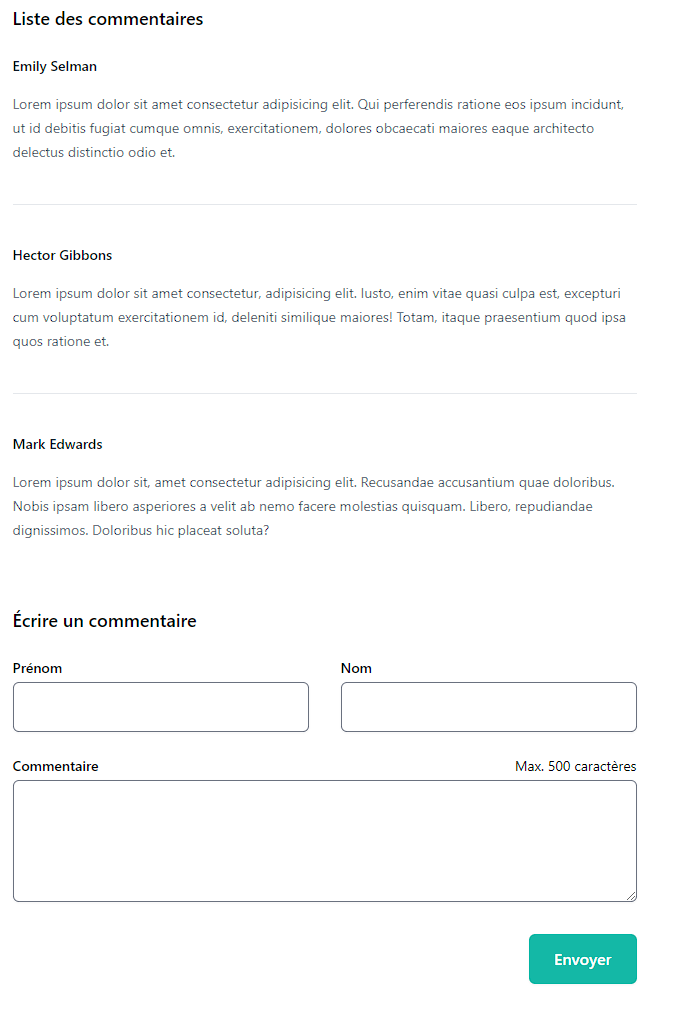 Liste des commentaires
Emily Selman
Lorem ipsum dolor sit amet consectetur adipisicing elit. Qui perferendis ratione eos ipsum incidunt,
ut id debitis fugiat cumque omnis, exercitationem, dolores obcaecati maiores eaque architecto
delectus distinctio odio et.
Hector Gibbons
Lorem ipsum dolor sit amet consectetur, adipisicing elit. Iusto, enim vitae quasi culpa est, excepturi
cum voluptatum exercitationem id, deleniti similique maiores! Totam, itaque praesentium quod ipsa
quos ratione et.
Mark Edwards
Lorem ipsum dolor sit, amet consectetur adipisicing elit. Recusandae accusantium quae doloribus.
Nobis ipsam libero asperiores a velit ab nemo facere molestias quisquam. Libero, repudiandae
dignissimos. Doloribus hic placeat soluta?
Écrire un commentaire
Prénom Nom
Commentaire Max. 500 caractères
Envoyer